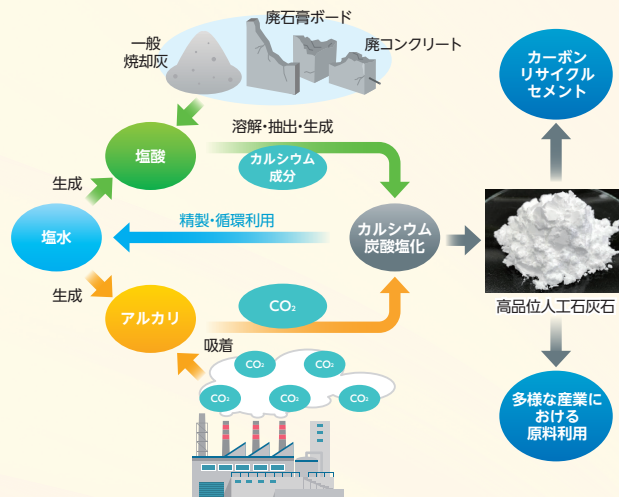 一般
焼却灰
廃石膏ボード
廃コンクリート
カーボン
リサイクル
セメント
塩酸
溶解・抽出・生成
カルシウム
成分
生成
塩水
精製・循環利用
カルシウム
炭酸塩化
高品位人工石灰石
生成
アルカリ
CO₂
吸着
CO₂
CO₂
CO₂
CO₂
CO₂
多様な産業に
おける
原料利用